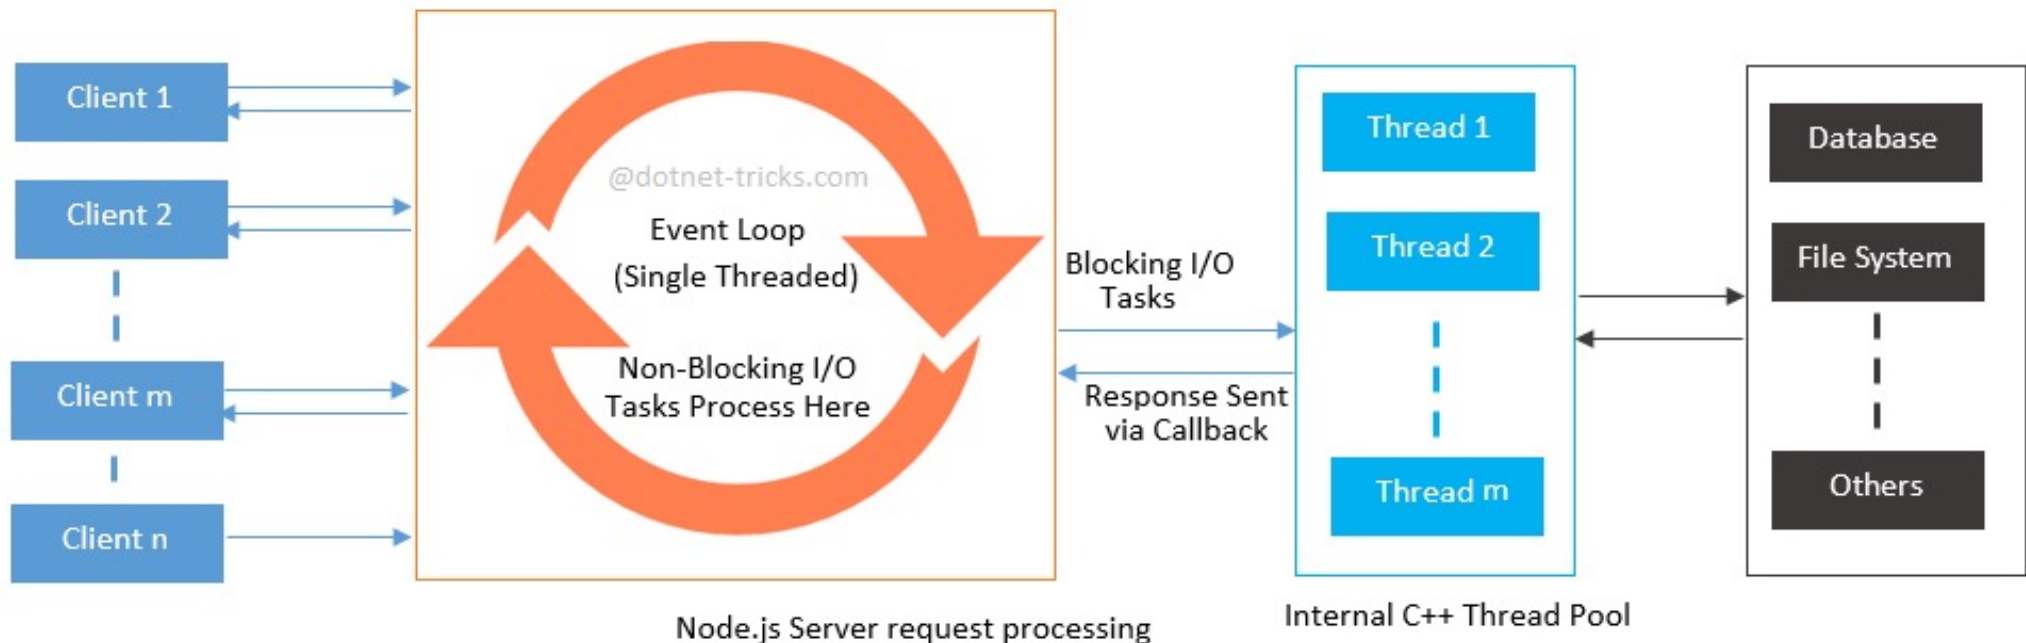 Client 1
Client 2
Client m
Client n
@dotnet-tricks.com
Event Loop
(Single Threaded)
Non-Blocking I/O
Tasks Process Here
Blocking I/O
Tasks
Response Sent
via Callback
Thread 1
Thread 2
Thread m
Database
File System
Others
Node.js Server request processing
Internal C++ Thread Pool